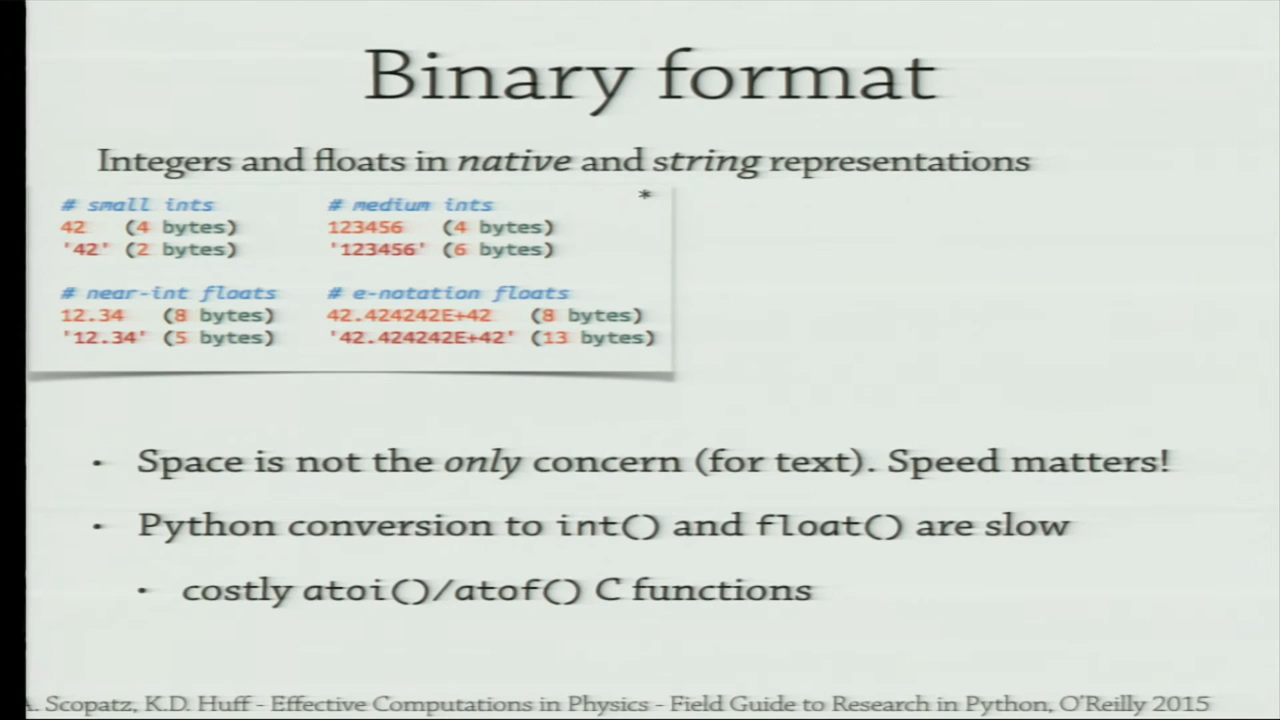 Binary format
Integers and floats in native and string representations
*
# small ints
42 (4 bytes)
'42' (2 bytes)
# medium ints
123456 (4 bytes)
'123456' (6 bytes)
# near-int floats
12.34 (8 bytes)
'12.34' (5 bytes)
# e-notation floats
42.424242E+42 (8 bytes)
'42.424242E+42' (13 bytes)
• Space is not the only concern (for text). Speed matters!
• Python conversion to int() and float() are slow
• costly atoi()/atof() C functions
. Scopatz, K.D. Huff - Effective Computations in Physics - Field Guide to Research in Python, O'Reilly 2015